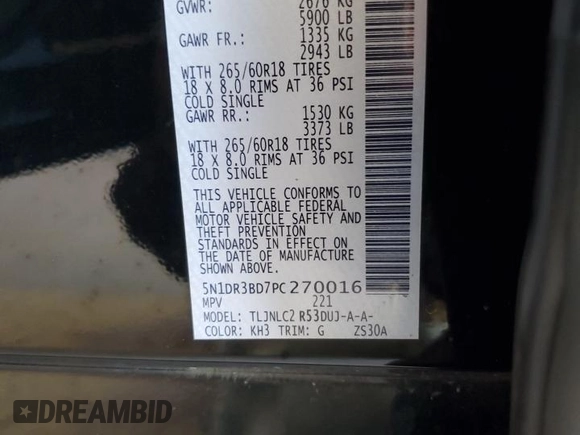 GVWR: 2676 KG
5900 LB
GAWR FR.: 1335 KG
2943 LB
WITH 265/60R18 TIRES
18 X 8.0 RIMS AT 36 PSI
COLD SINGLE
GAWR RR.: 1530 KG
3373 LB
WITH 265/60R18 TIRES
18 X 8.0 RIMS AT 36 PSI
COLD SINGLE
THIS VEHICLE CONFORMS TO
ALL APPLICABLE FEDERAL
MOTOR VEHICLE SAFETY AND
THEFT PREVENTION
STANDARDS IN EFFECT ON
THE DATE OF MANUFACTURE
SHOWN ABOVE.
5N1DR3BD7PC270016
MPV 221
MODEL: TLJNLC2 R53DUJ-A-A-
COLOR: KH3 TRIM: G ZS30A
DREAMBID